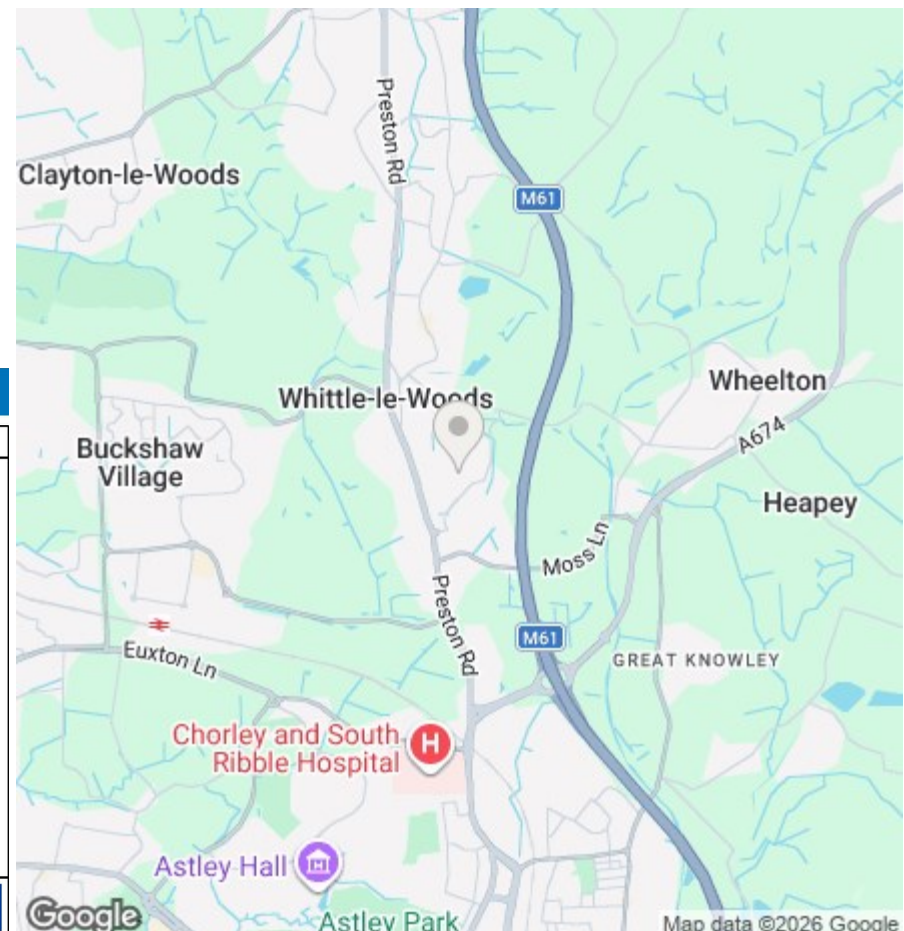 Preston Rd
Clayton-le-Woods
M61
Whittle-le-Woods
Wheelton
A674
Buckshaw
Village
Heapey
Moss Ln
Preston Rd
M61
Euxton Ln
GREAT KNOWLEY
Chorley and South
Ribble Hospital
H
Astley Hall
Astley Park
Google
Map data ©2026 Google